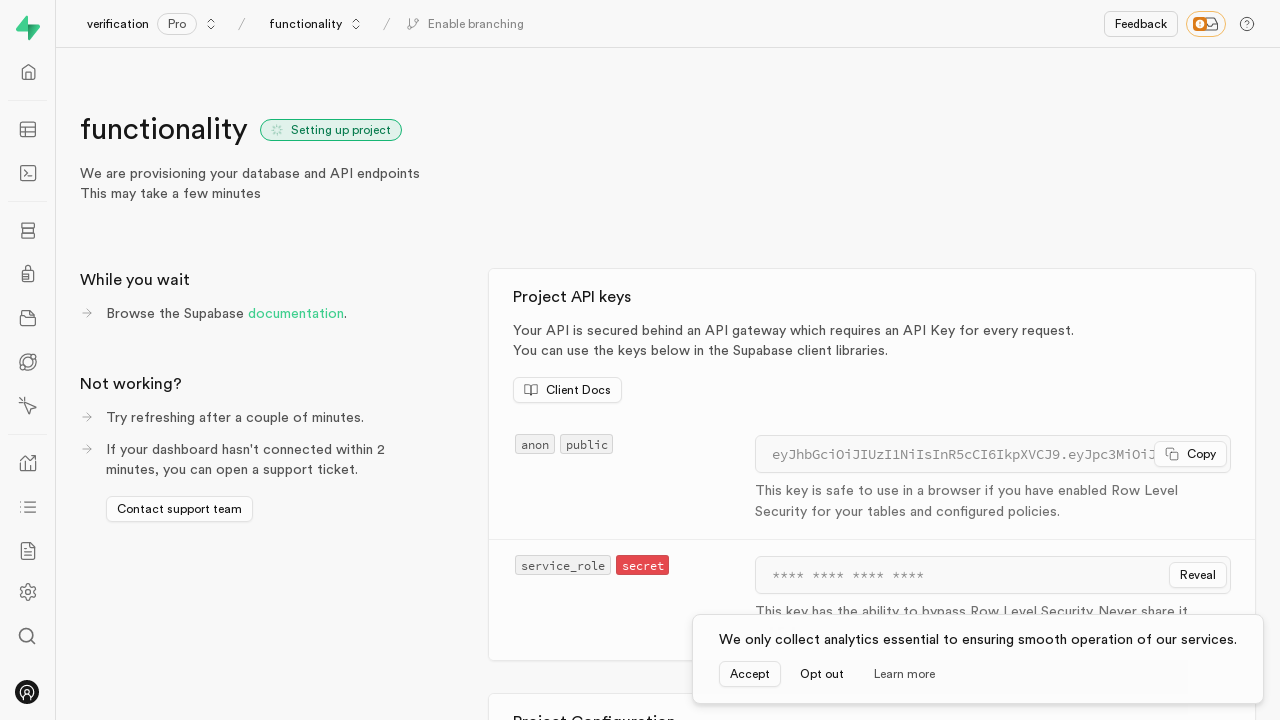 verification Pro / functionality / Enable branching
Feedback
functionality Setting up project
We are provisioning your database and API endpoints
This may take a few minutes
While you wait
Browse the Supabase documentation.
Not working?
Try refreshing after a couple of minutes.
If your dashboard hasn't connected within 2
minutes, you can open a support ticket.
Contact support team
Project API keys
Your API is secured behind an API gateway which requires an API Key for every request.
You can use the keys below in the Supabase client libraries.
Client Docs
anon public
eyJhbGciOiJIUzI1NiIsInR5cCI6IkpXVCJ9.eyJpc3MiOiJ Copy
This key is safe to use in a browser if you have enabled Row Level
Security for your tables and configured policies.
service_role secret
**** **** **** **** Reveal
This key has the ability to bypass Row Level Security. Never share it
We only collect analytics essential to ensuring smooth operation of our services.
Accept Opt out Learn more
Project Configuration